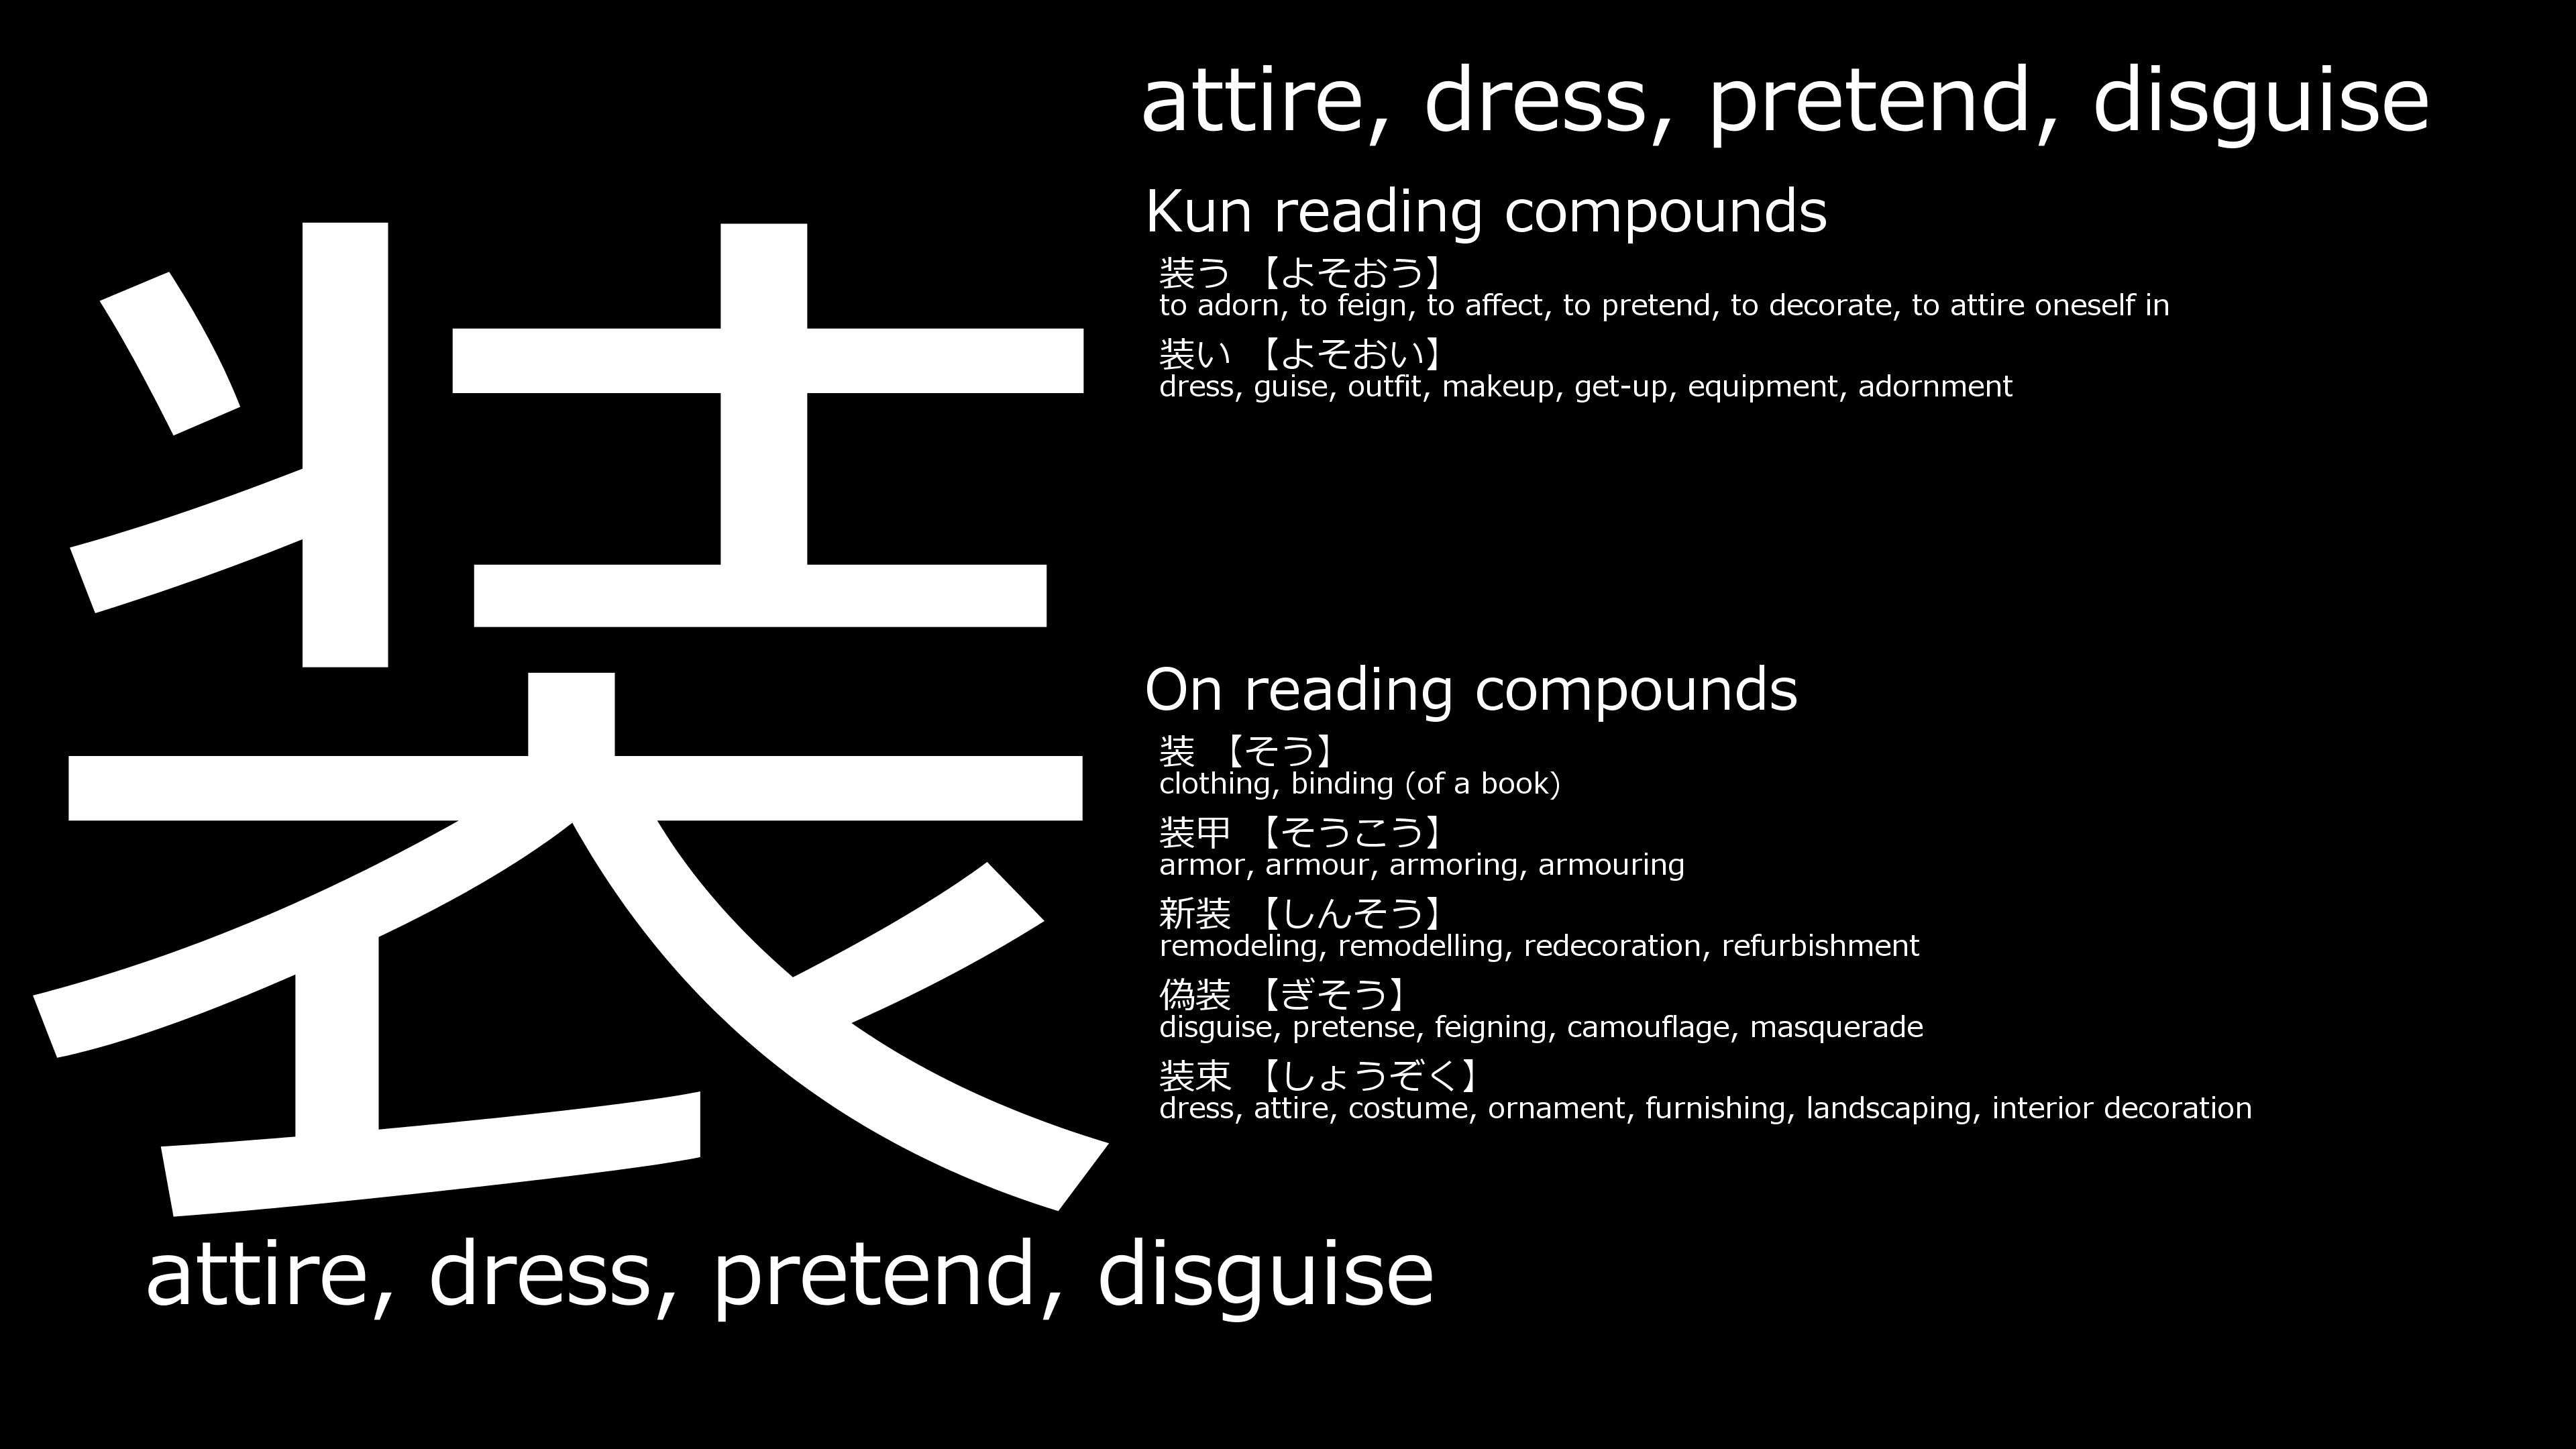 装
attire, dress, pretend, disguise
attire, dress, pretend, disguise
Kun reading compounds
装う 【よそおう】
to adorn, to feign, to affect, to pretend, to decorate, to attire oneself in
装い 【よそおい】
dress, guise, outfit, makeup, get-up, equipment, adornment
On reading compounds
装 【そう】
clothing, binding (of a book)
装甲 【そうこう】
armor, armour, armoring, armouring
新装 【しんそう】
remodeling, remodelling, redecoration, refurbishment
偽装 【ぎそう】
disguise, pretense, feigning, camouflage, masquerade
装束 【しょうぞく】
dress, attire, costume, ornament, furnishing, landscaping, interior decoration